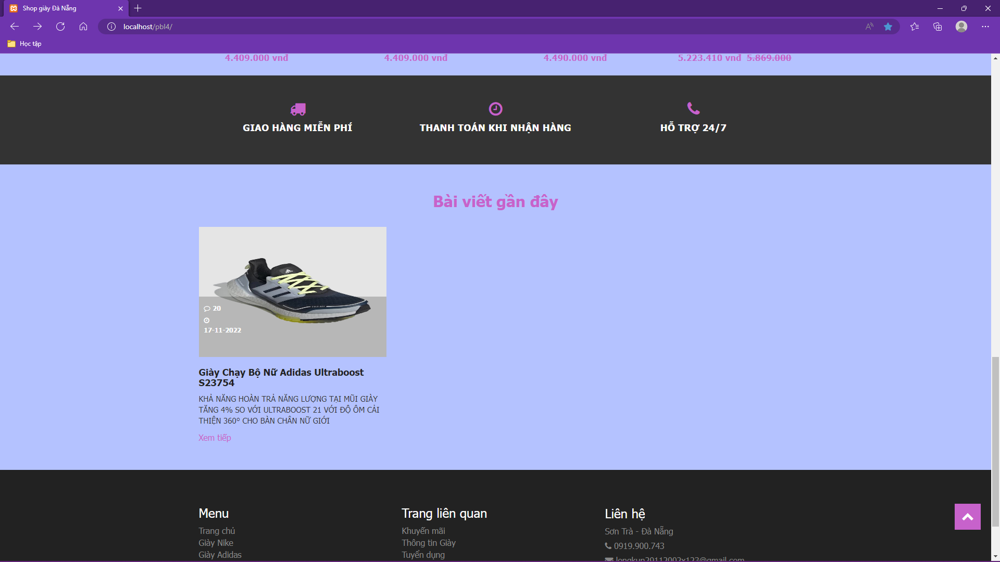 Shop giày Đà Nẵng
localhost/pbl4/
Học tập
4.409.000 vnđ 4.409.000 vnđ 4.490.000 vnđ 5.223.410 vnđ 5.869.000
GIAO HÀNG MIỄN PHÍ THANH TOÁN KHI NHẬN HÀNG HỖ TRỢ 24/7
Bài viết gần đây
20
17-11-2022
Giày Chạy Bộ Nữ Adidas Ultraboost
S23754
KHẢ NĂNG HOÀN TRẢ NĂNG LƯỢNG TẠI MŨI GIÀY
TĂNG 4% SO VỚI ULTRABOOST 21 VỚI ĐỘ ÔM CẢI
THIỆN 360° CHO BÀN CHÂN NỮ GIỚI
Xem tiếp
Menu
Trang chủ
Giày Nike
Giày Adidas
Trang liên quan
Khuyến mãi
Thông tin Giày
Tuyển dụng
Liên hệ
Sơn Trà - Đà Nẵng
0919.900.743